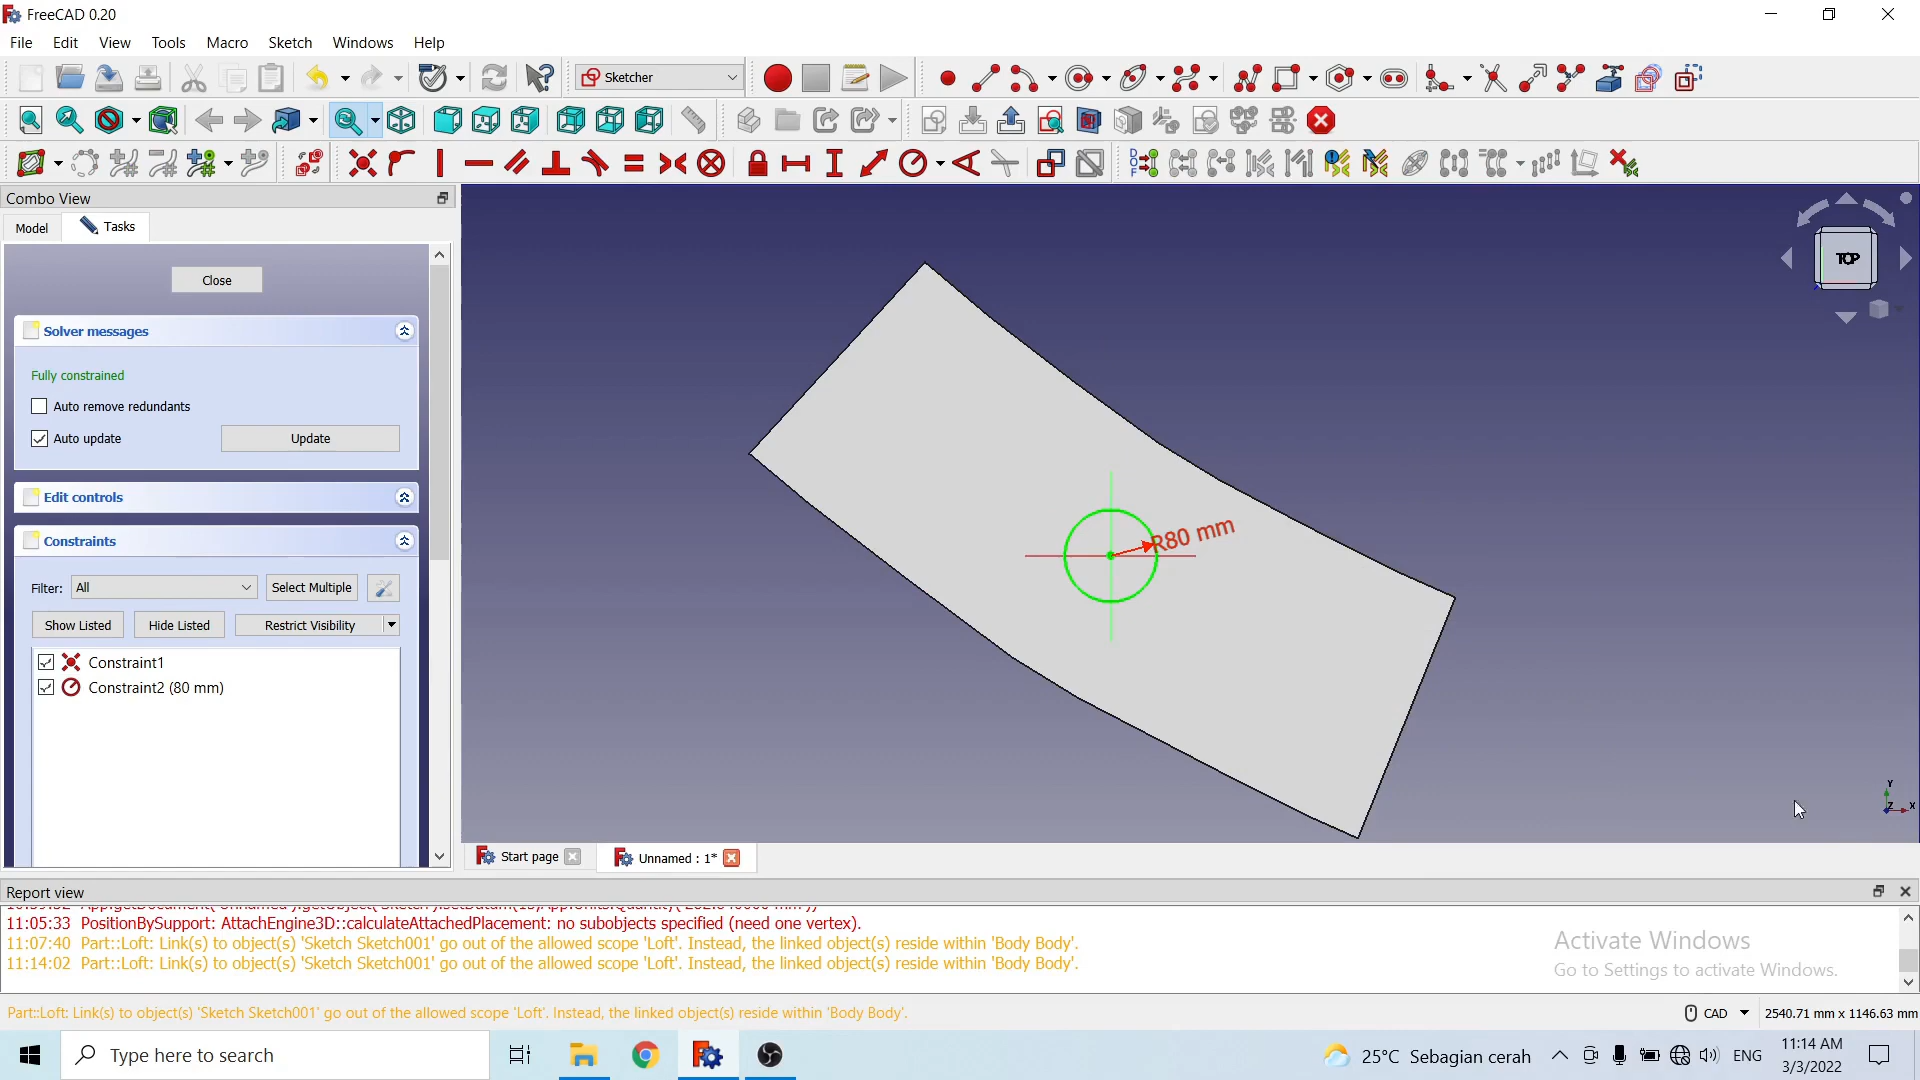 FreeCAD 0.20
File Edit View Tools Macro Sketch Windows Help
Sketcher
Combo View
Model Tasks
Close
Solver messages
Fully constrained
Auto remove redundants
Auto update Update
Edit controls
Constraints
Filter: All Select Multiple
Show Listed Hide Listed Restrict Visibility
Constraint1
Constraint2 (80 mm)
R80 mm
TOP
Y
Z X
Start page Unnamed : 1*
Report view
11:05:33 PositionBySupport: AttachEngine3D::calculateAttachedPlacement: no subobjects specified (need one vertex).
11:07:40 Part::Loft: Link(s) to object(s) 'Sketch Sketch001' go out of the allowed scope 'Loft'. Instead, the linked object(s) reside within 'Body Body'.
11:14:02 Part::Loft: Link(s) to object(s) 'Sketch Sketch001' go out of the allowed scope 'Loft'. Instead, the linked object(s) reside within 'Body Body'.
Activate Windows
Go to Settings to activate Windows.
Part::Loft: Link(s) to object(s) 'Sketch Sketch001' go out of the allowed scope 'Loft'. Instead, the linked object(s) reside within 'Body Body'.
CAD 2540.71 mm x 1146.63 mm
Type here to search
25°C Sebagian cerah
ENG
11:14 AM
3/3/2022